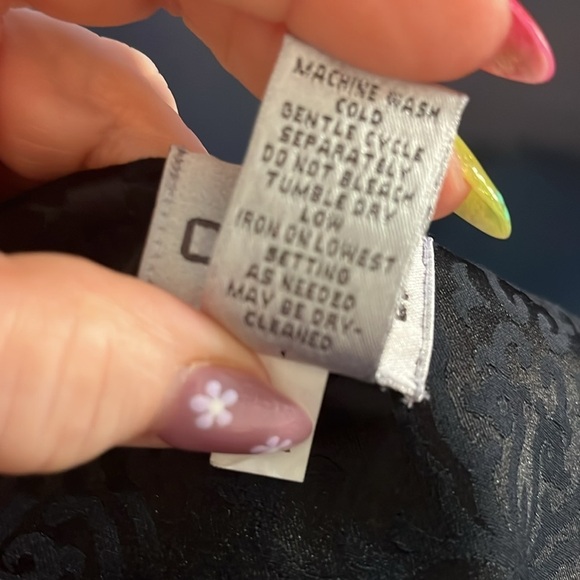 MACHINE WASH
COLD
GENTLE CYCLE
SEPARATELY
DO NOT BLEACH
TUMBLE DRY
LOW
IRON ON LOWEST
SETTING
AS NEEDED
MAY BE DRY-
CLEANED